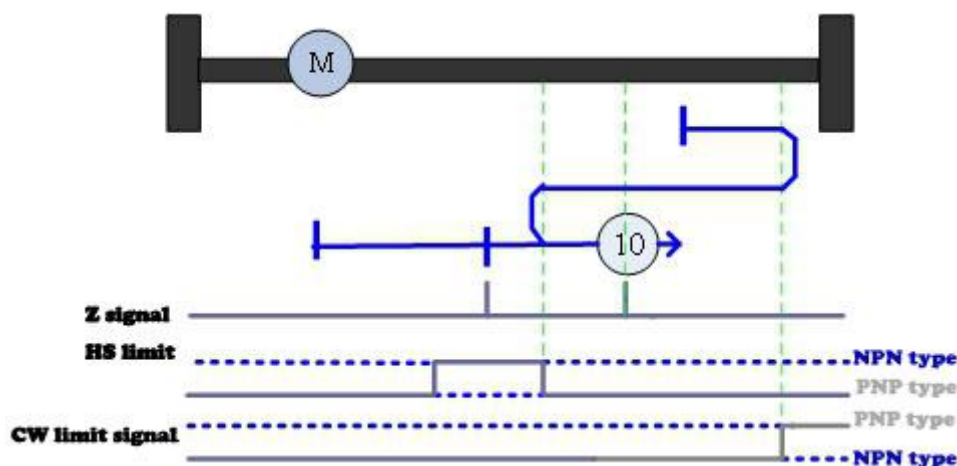 M
10
Z signal
HS limit
NPN type
PNP type
PNP type
CW limit signal
NPN type